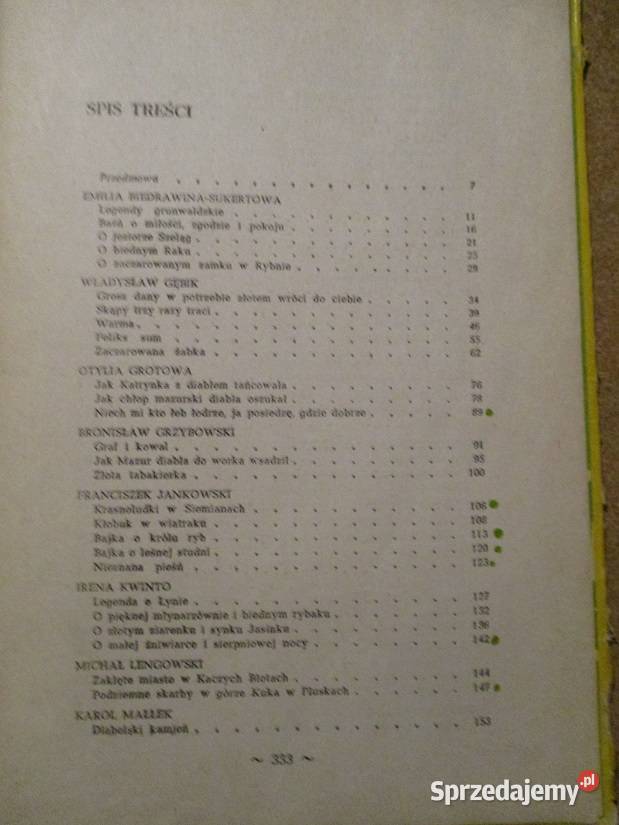 SPIS TREŚCI
Przedmowa . . . . . . . . . . . . . 7
EMILIA BIEDRAWINA-SUKERTOWA
Legendy grunwaldzkie . . . . . . . . . . 11
Baśń o miłości, zgodzie i pokoju . . . . . . . 16
O jeziorze Szeląg . . . . . . . . . . . 21
O biednym Raku . . . . . . . . . . . 25
O zaczarowanym zamku w Rybnie . . . . . . . 29
WŁADYSŁAW GĘBIK
Grosz dany w potrzebie złotem wróci do ciebie . . . . 34
Skąpy trzy razy traci . . . . . . . . . . 39
Warma . . . . . . . . . . . . . 46
Feliks sum . . . . . . . . . . . . 55
Zaczarowana żabka . . . . . . . . . . 62
OTYLIA GROTOWA
Jak Katrynka z diabłem tańcowała . . . . . . . 76
Jak chłop mazurski diabła oszukał . . . . . . . 78
Niech mi kto łeb łodrze, ja posiedzę, gdzie dobrze . . . . 89
BRONISŁAW GRZYBOWSKI
Graf i kowal . . . . . . . . . . . . 91
Jak Mazur diabła do worka wsadził . . . . . . . 95
Złota tabakierka . . . . . . . . . . . 100
FRANCISZEK JANKOWSKI
Krasnoludki w Siemianach . . . . . . . . . 106
Kłobuk w wiatraku . . . . . . . . . . 108
Bajka o królu ryb . . . . . . . . . . . 113
Bajka o leśnej studni . . . . . . . . . . 120
Nieznana pieśń . . . . . . . . . . . 123
IRENA KWINTO
Legenda o Łynie . . . . . . . . . . . 127
O pięknej młynarzównie i biednym rybaku . . . . . 132
O złotym ziarenku i synku Jasinku . . . . . . . 136
O małej żniwiarce i sierpniowej nocy . . . . . . 142
MICHAŁ LENGOWSKI
Zaklęte miasto w Kaczych Błotach . . . . . . . 144
Podziemne skarby w górze Kuka w Pluskach . . . . . 147
KAROL MAŁŁEK
Diabelski kamień . . . . . . . . . . . 153
~ 333 ~
Sprzedajemy.pl